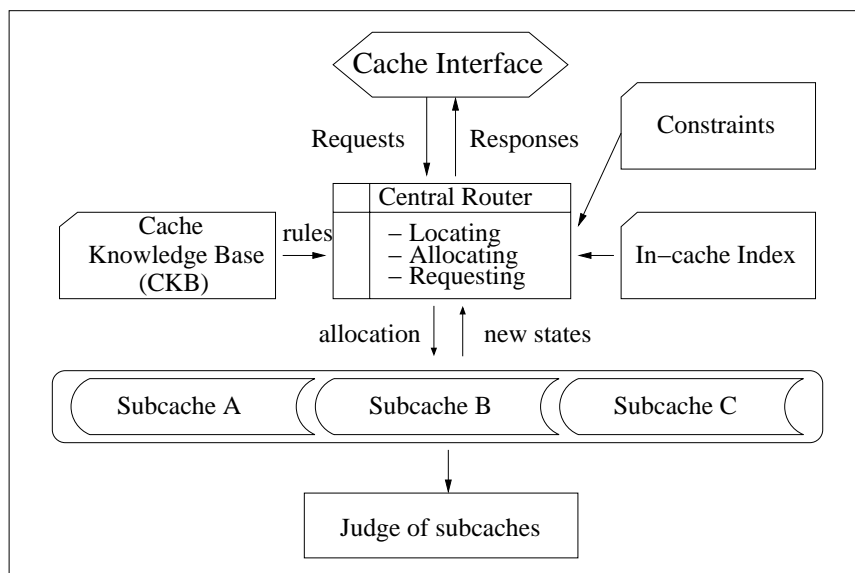 Cache Interface
Requests
Responses
Constraints
Central Router
– Locating
– Allocating
– Requesting
Cache
Knowledge Base
(CKB)
rules
In–cache Index
allocation
new states
Subcache A
Subcache B
Subcache C
Judge of subcaches